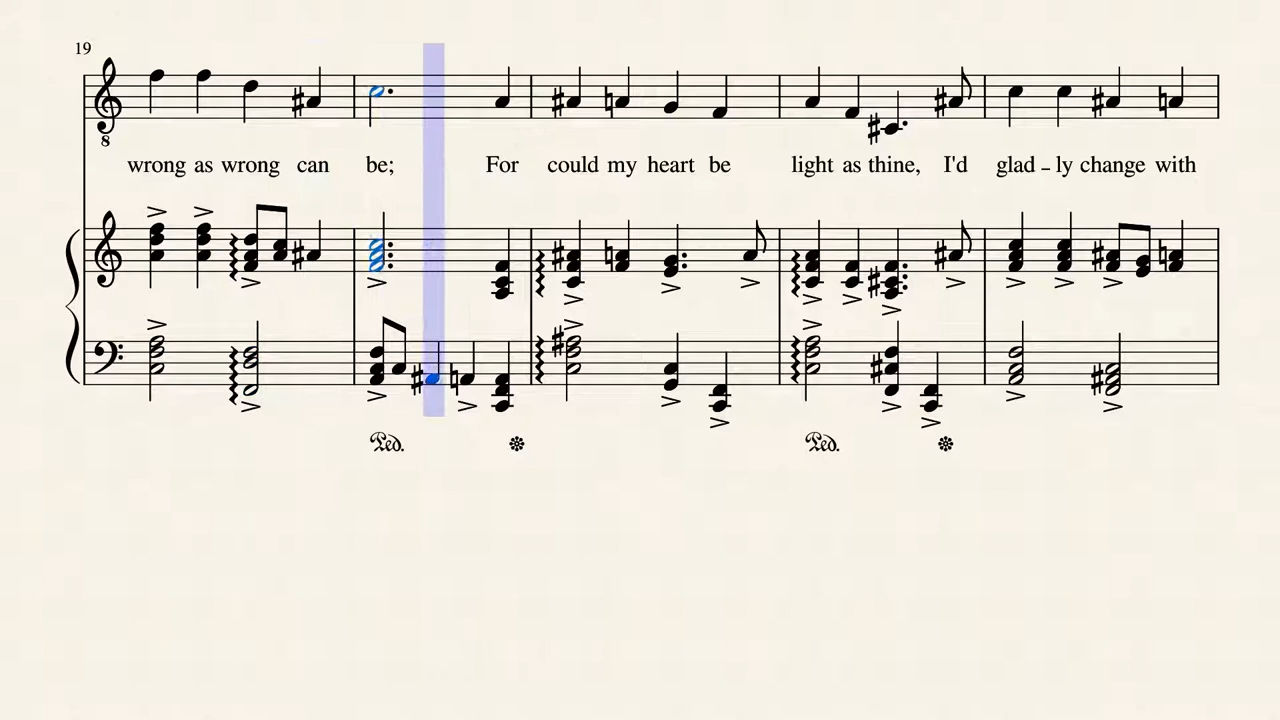 19
8
wrong as wrong can be; For could my heart be light as thine, I'd glad - ly change with
Ped. Ped.